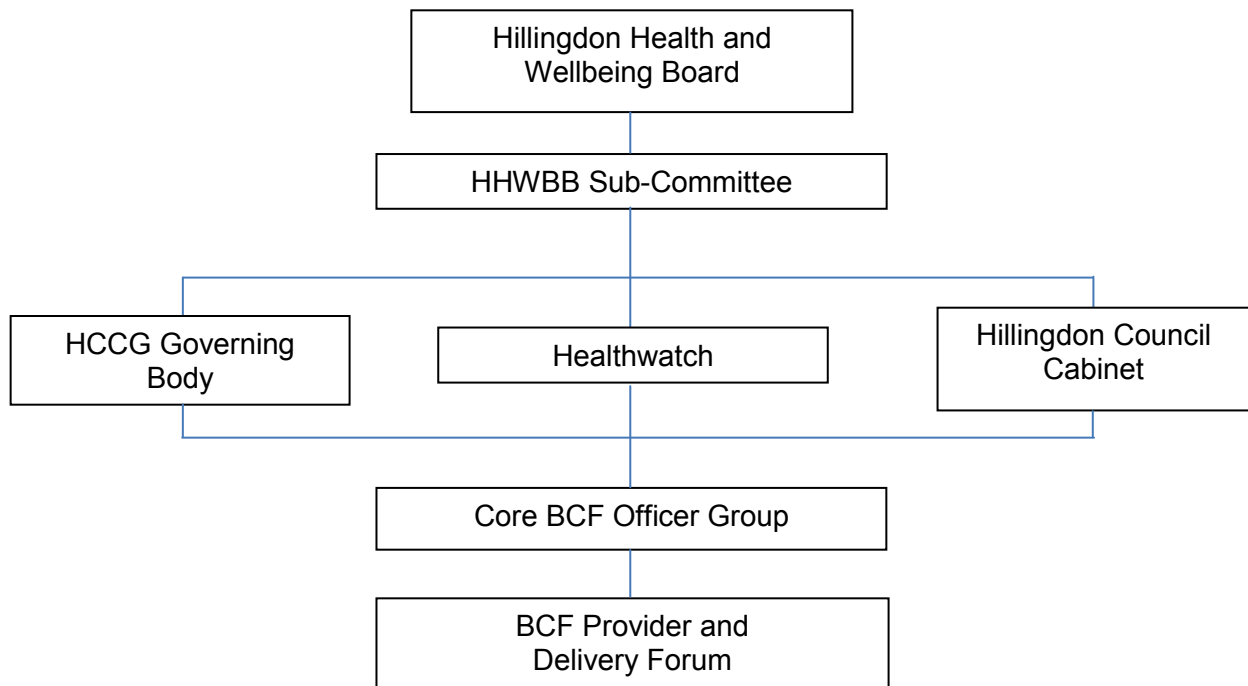 Hillingdon Health and
Wellbeing Board
HHWBB Sub-Committee
HCCG Governing
Body
Healthwatch
Hillingdon Council
Cabinet
Core BCF Officer Group
BCF Provider and
Delivery Forum